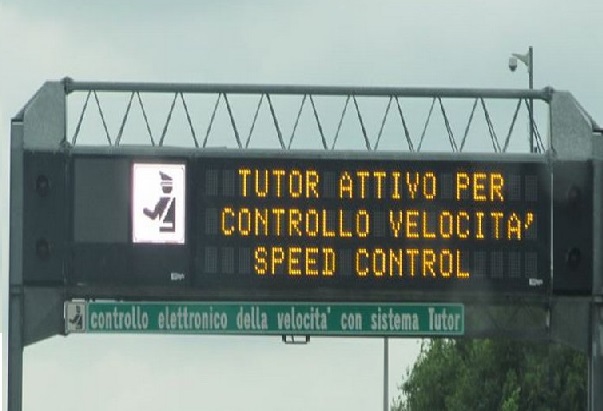 TUTOR ATTIVO PER
CONTROLLO VELOCITA'
SPEED CONTROL
controllo elettronico della velocita' con sistema Tutor